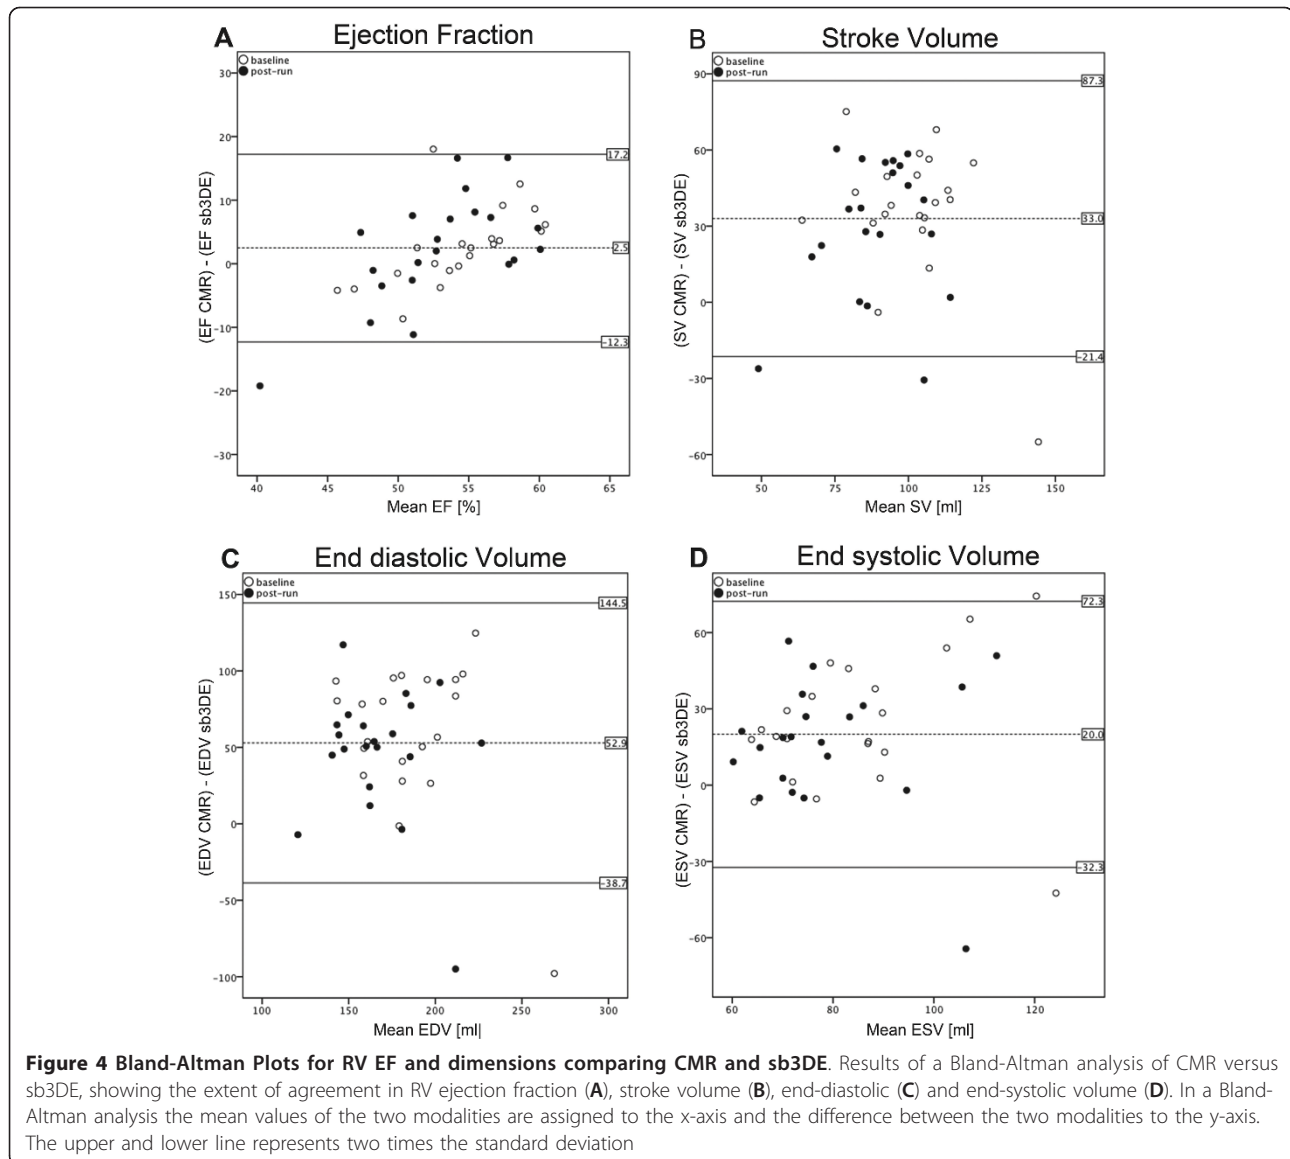 A Ejection Fraction
baseline
post-run
30
20
10
0
-10
-20
-30
17.2
2.5
-12.3
(EF CMR) - (EF sb3DE)
40 45 50 55 60 65
Mean EF [%]
B Stroke Volume
baseline
post-run
90
60
30
0
-30
-60
87.3
33.0
-21.4
(SV CMR) - (SV sb3DE)
50 75 100 125 150
Mean SV [ml]
C End diastolic Volume
baseline
post-run
150
100
50
0
-50
-100
144.5
52.9
-38.7
(EDV CMR) - (EDV sb3DE)
100 150 200 250 300
Mean EDV [ml|
D End systolic Volume
baseline
post-run
60
30
0
-30
-60
72.3
20.0
-32.3
(ESV CMR) - (ESV sb3DE)
60 80 100 120
Mean ESV [ml]
Figure 4 Bland-Altman Plots for RV EF and dimensions comparing CMR and sb3DE. Results of a Bland-Altman analysis of CMR versus
sb3DE, showing the extent of agreement in RV ejection fraction (A), stroke volume (B), end-diastolic (C) and end-systolic volume (D). In a Bland-
Altman analysis the mean values of the two modalities are assigned to the x-axis and the difference between the two modalities to the y-axis.
The upper and lower line represents two times the standard deviation